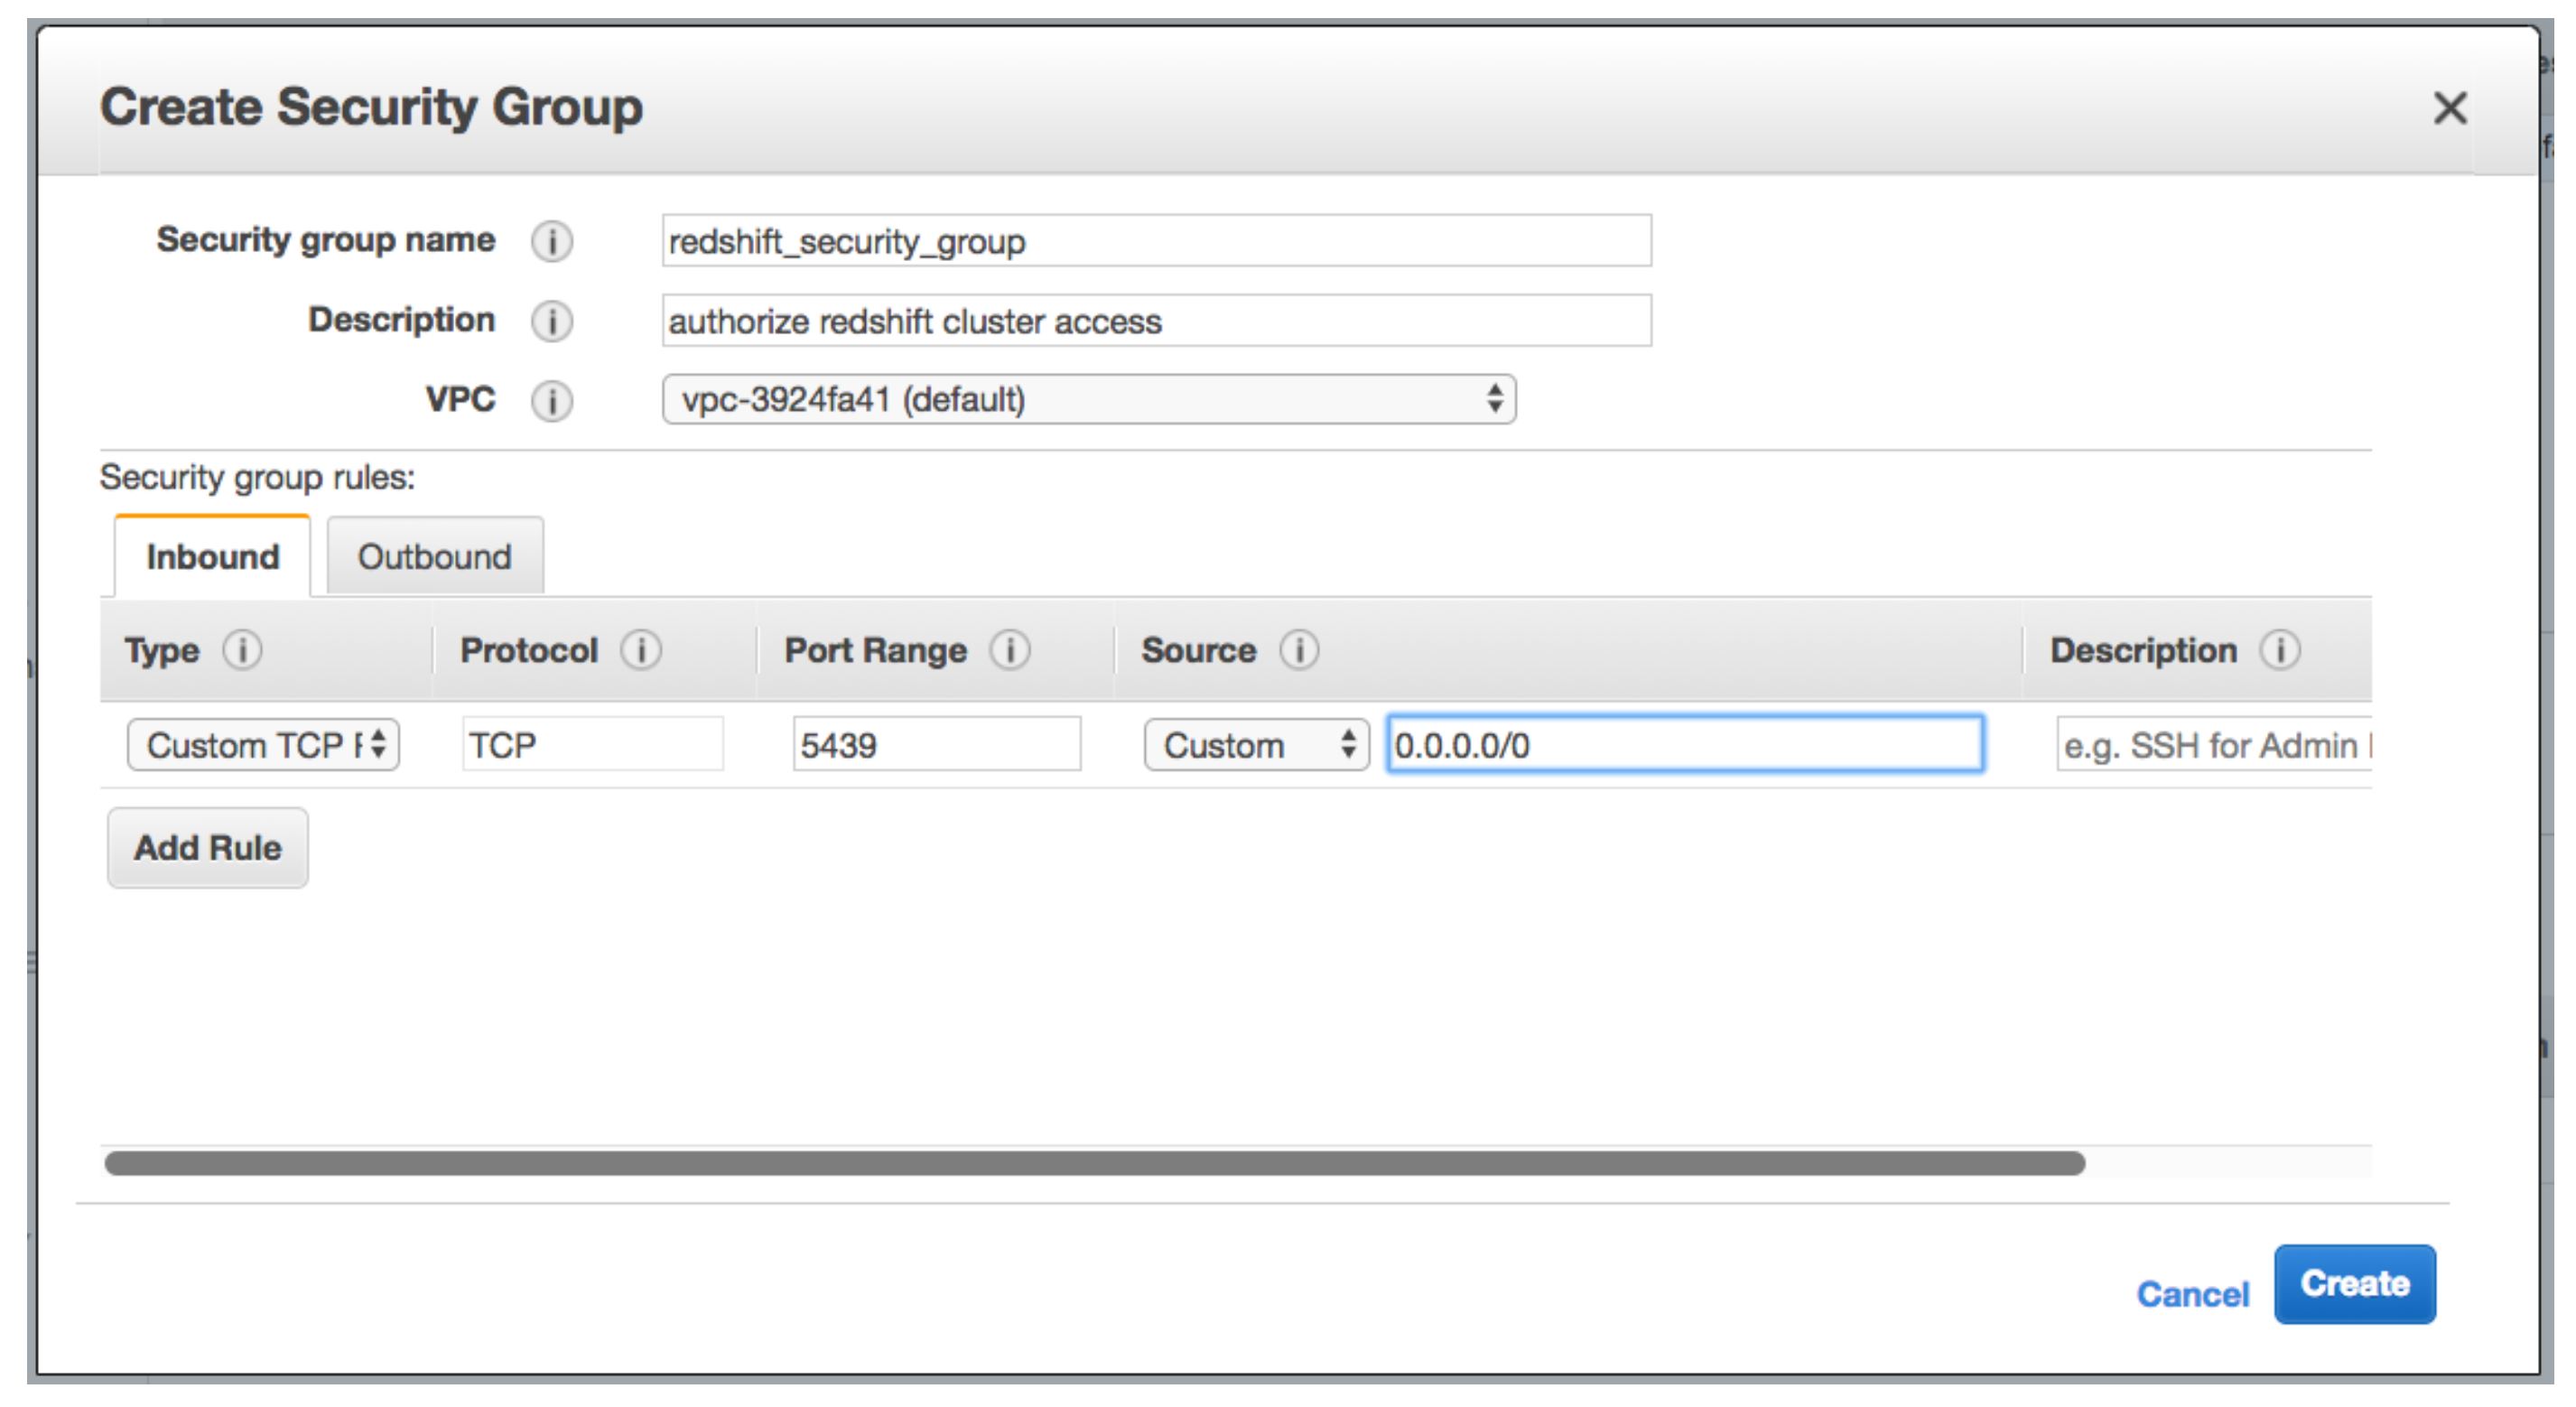 Create Security Group
Security group name
redshift_security_group
Description
authorize redshift cluster access
VPC
vpc-3924fa41 (default)
Security group rules:
Inbound Outbound
Type Protocol Port Range Source Description
Custom TCP TCP 5439 Custom 0.0.0.0/0 e.g. SSH for Admin
Add Rule
Cancel Create